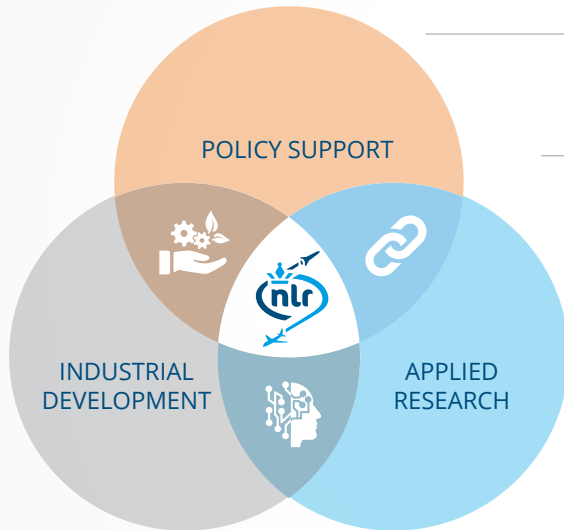 POLICY SUPPORT
nlr
INDUSTRIAL
DEVELOPMENT
APPLIED
RESEARCH